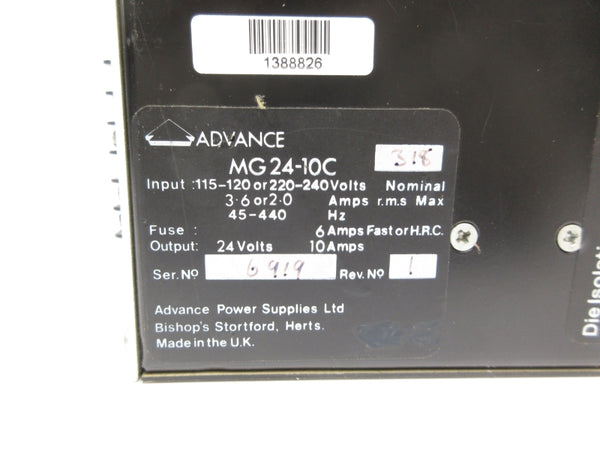 1388826
ADVANCE
MG24-10C 318
Input : 115-120 or 220-240 Volts Nominal
3·6 or 2·0 Amps r.m.s Max
45-440 Hz
Fuse : 6 Amps Fast or H.R.C.
Output: 24 Volts 10 Amps
Ser. Nº 6919 Rev. Nº 1
Advance Power Supplies Ltd
Bishop's Stortford, Herts.
Made in the U.K.
Die Isolati